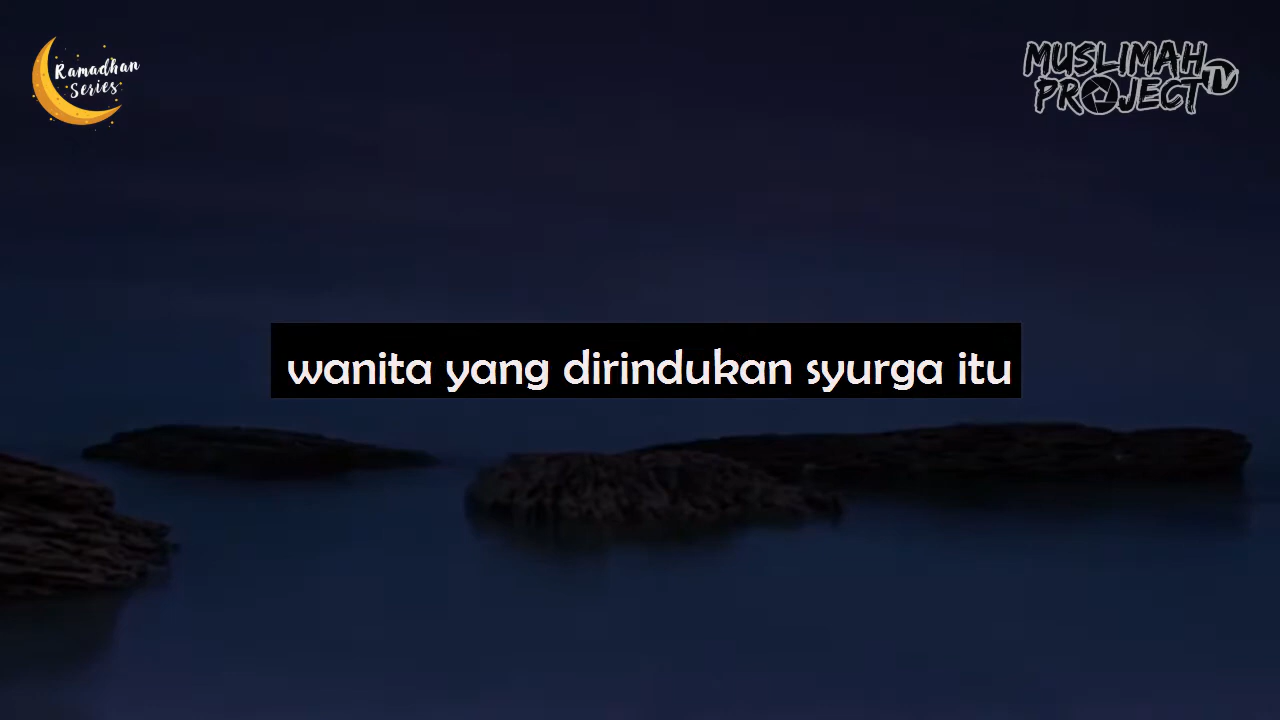 Ramadhan
Series
MUSLIMAH
PROJECT TV
wanita yang dirindukan syurga itu